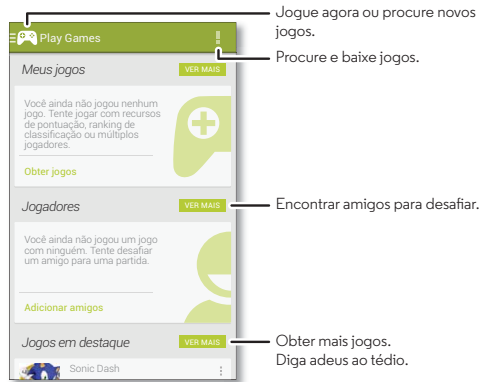 Jogue agora ou procure novos
jogos.
Play Games
Procure e baixe jogos.
Meus jogos
VER MAIS
Você ainda não jogou nenhum
jogo. Tente jogar com recursos
de pontuação, ranking de
classificação ou múltiplos
jogadores.
Obter jogos
Jogadores
VER MAIS
Encontrar amigos para desafiar.
Você ainda não jogou um jogo
com ninguém. Tente desafiar
um amigo para uma partida.
Adicionar amigos
Jogos em destaque
VER MAIS
Obter mais jogos.
Diga adeus ao tédio.
Sonic Dash